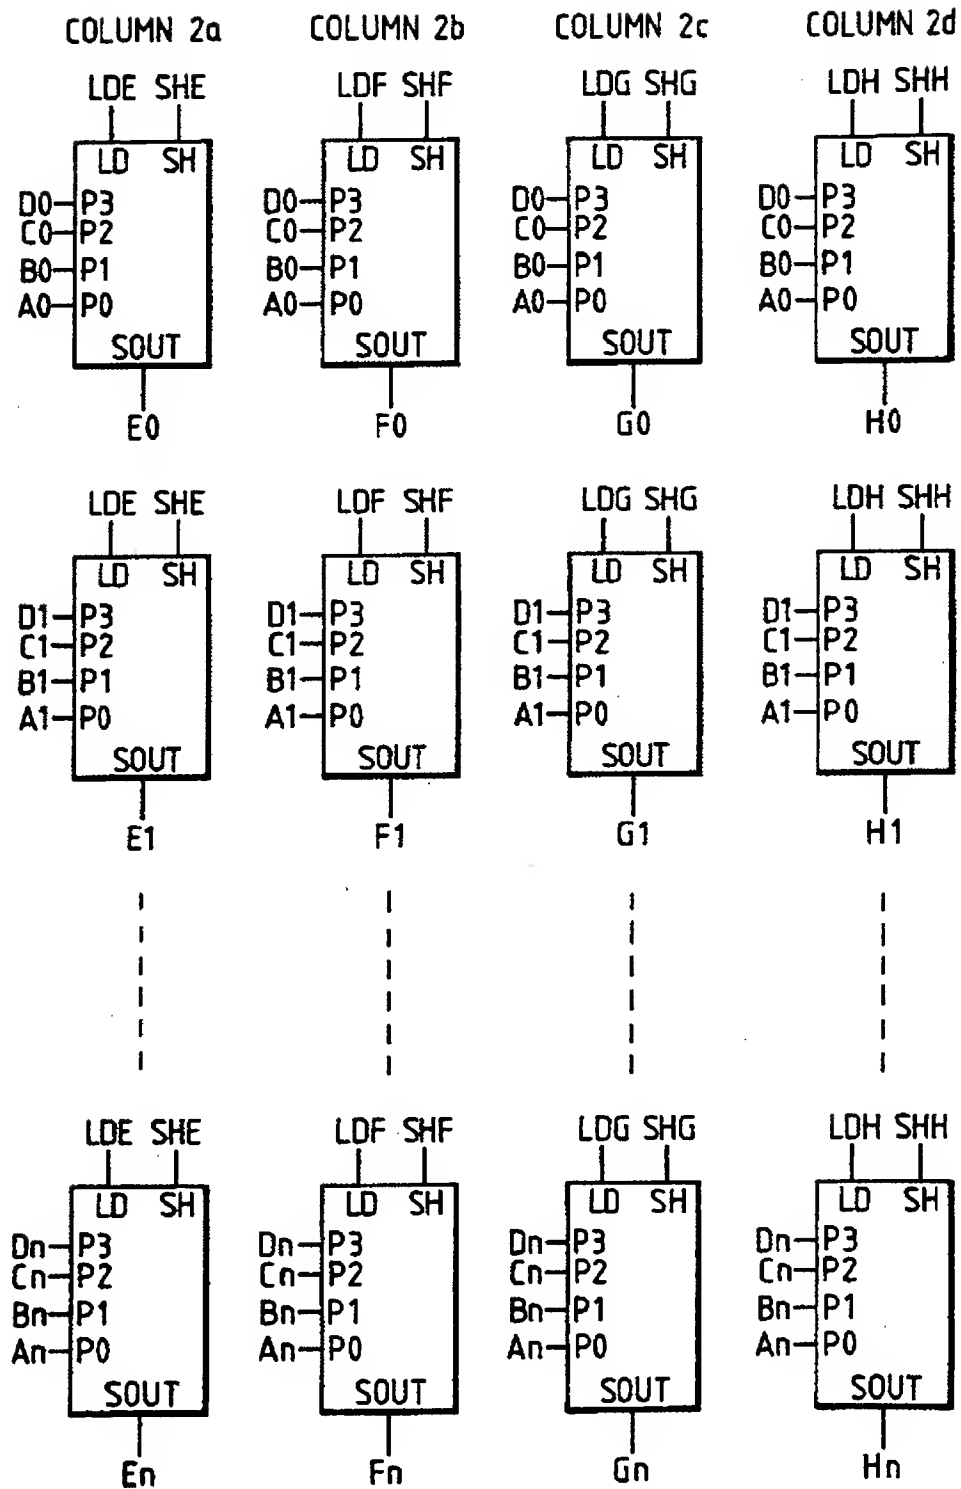 COLUMN 2a COLUMN 2b COLUMN 2c COLUMN 2d
LDE SHE LDF SHF LDG SHG LDH SHH
LD SH LD SH LD SH LD SH
D0 P3 D0 P3 D0 P3 D0 P3
C0 P2 C0 P2 C0 P2 C0 P2
B0 P1 B0 P1 B0 P1 B0 P1
A0 P0 A0 P0 A0 P0 A0 P0
SOUT SOUT SOUT SOUT
E0 F0 G0 H0
LDE SHE LDF SHF LDG SHG LDH SHH
LD SH LD SH LD SH LD SH
D1 P3 D1 P3 D1 P3 D1 P3
C1 P2 C1 P2 C1 P2 C1 P2
B1 P1 B1 P1 B1 P1 B1 P1
A1 P0 A1 P0 A1 P0 A1 P0
SOUT SOUT SOUT SOUT
E1 F1 G1 H1
LDE SHE LDF SHF LDG SHG LDH SHH
LD SH LD SH LD SH LD SH
Dn P3 Dn P3 Dn P3 Dn P3
Cn P2 Cn P2 Cn P2 Cn P2
Bn P1 Bn P1 Bn P1 Bn P1
An P0 An P0 An P0 An P0
SOUT SOUT SOUT SOUT
En Fn Gn Hn